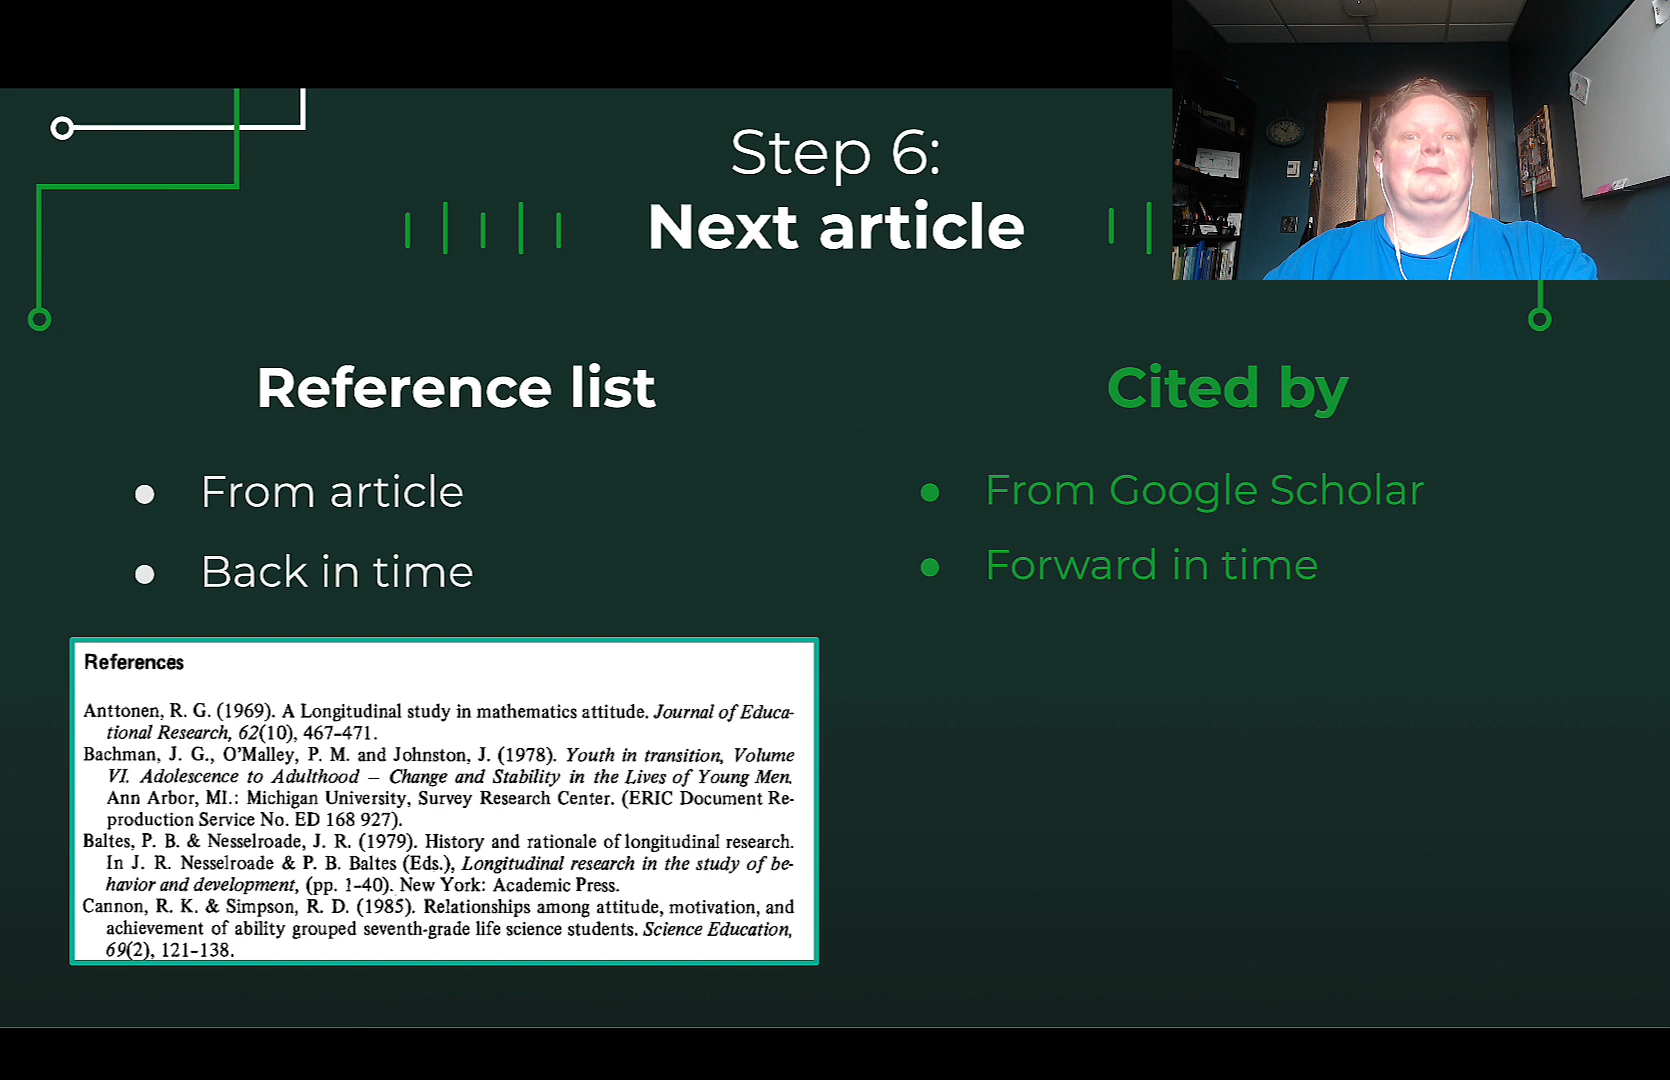 Step 6:
Next article
Reference list
From article
Back in time
References
Anttonen, R. G. (1969). A Longitudinal study in mathematics attitude. Journal of Educa-
tional Research, 62(10), 467–471.
Bachman, J. G., O'Malley, P. M. and Johnston, J. (1978). Youth in transition, Volume
VI. Adolescence to Adulthood – Change and Stability in the Lives of Young Men.
Ann Arbor, MI.: Michigan University, Survey Research Center. (ERIC Document Re-
production Service No. ED 168 927).
Baltes, P. B. & Nesselroade, J. R. (1979). History and rationale of longitudinal research.
In J. R. Nesselroade & P. B. Baltes (Eds.), Longitudinal research in the study of be-
havior and development, (pp. 1–40). New York: Academic Press.
Cannon, R. K. & Simpson, R. D. (1985). Relationships among attitude, motivation, and
achievement of ability grouped seventh-grade life science students. Science Education,
69(2), 121–138.
Cited by
From Google Scholar
Forward in time